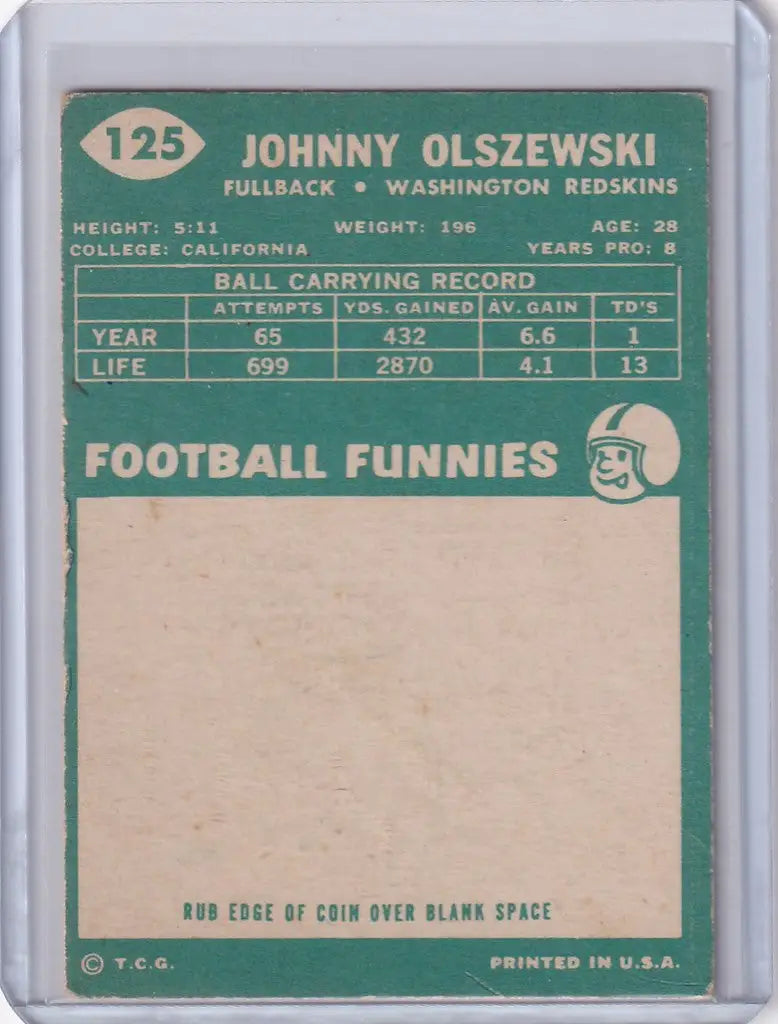 125
JOHNNY OLSZEWSKI
FULLBACK • WASHINGTON REDSKINS
HEIGHT: 5:11 WEIGHT: 196 AGE: 28
COLLEGE: CALIFORNIA YEARS PRO: 8
BALL CARRYING RECORD
ATTEMPTS YDS. GAINED AV. GAIN TD'S
YEAR 65 432 6.6 1
LIFE 699 2870 4.1 13
FOOTBALL FUNNIES
RUB EDGE OF COIN OVER BLANK SPACE
© T.C.G. PRINTED IN U.S.A.